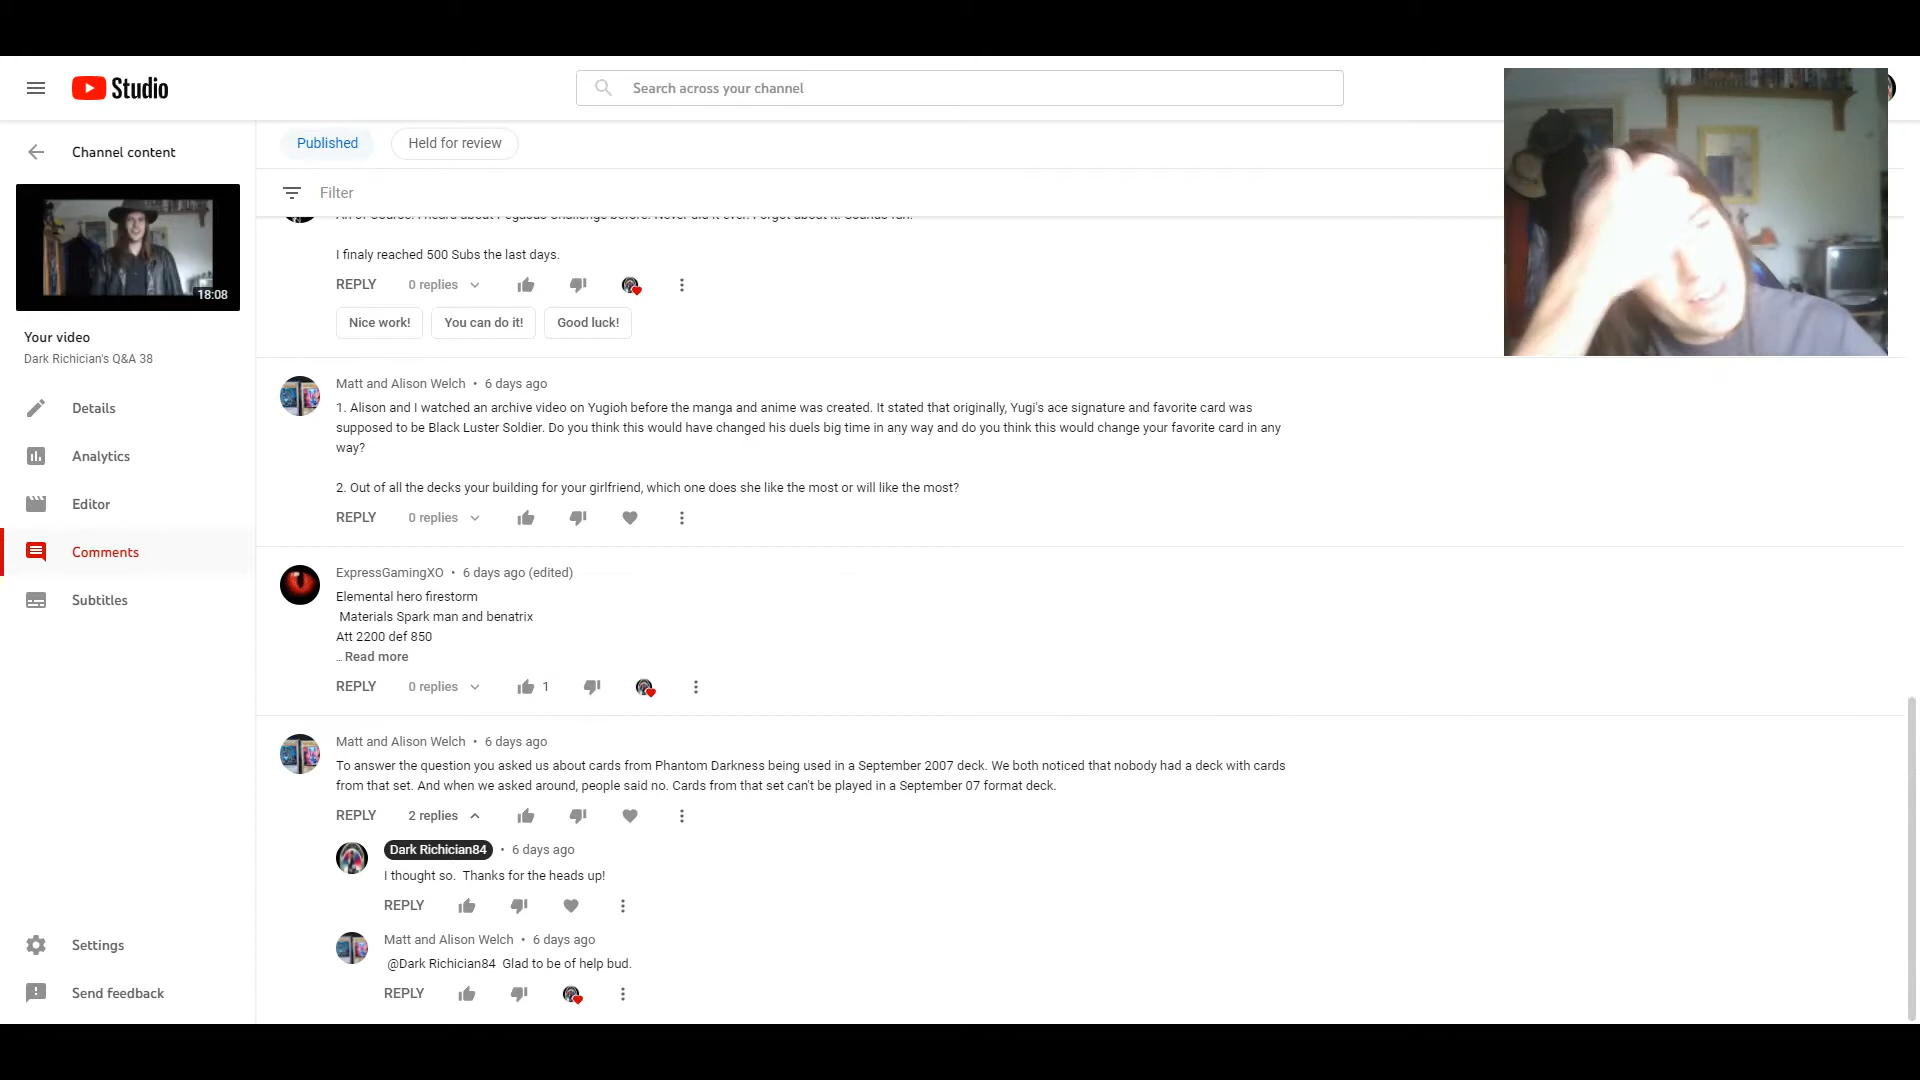 Studio
Search across your channel
Channel content
Published
Held for review
Filter
18:08
I finaly reached 500 Subs the last days.
REPLY 0 replies
Nice work! You can do it! Good luck!
Your video
Dark Richician's Q&A 38
Details
Analytics
Editor
Comments
Subtitles
Settings
Send feedback
Matt and Alison Welch • 6 days ago
1. Alison and I watched an archive video on Yugioh before the manga and anime was created. It stated that originally, Yugi's ace signature and favorite card was
supposed to be Black Luster Soldier. Do you think this would have changed his duels big time in any way and do you think this would change your favorite card in any
way?
2. Out of all the decks your building for your girlfriend, which one does she like the most or will like the most?
REPLY 0 replies
ExpressGamingXO • 6 days ago (edited)
Elemental hero firestorm
Materials Spark man and benatrix
Att 2200 def 850
... Read more
REPLY 0 replies 1
Matt and Alison Welch • 6 days ago
To answer the question you asked us about cards from Phantom Darkness being used in a September 2007 deck. We both noticed that nobody had a deck with cards
from that set. And when we asked around, people said no. Cards from that set can't be played in a September 07 format deck.
REPLY 2 replies
Dark Richician84 • 6 days ago
I thought so. Thanks for the heads up!
REPLY
Matt and Alison Welch • 6 days ago
@Dark Richician84 Glad to be of help bud.
REPLY